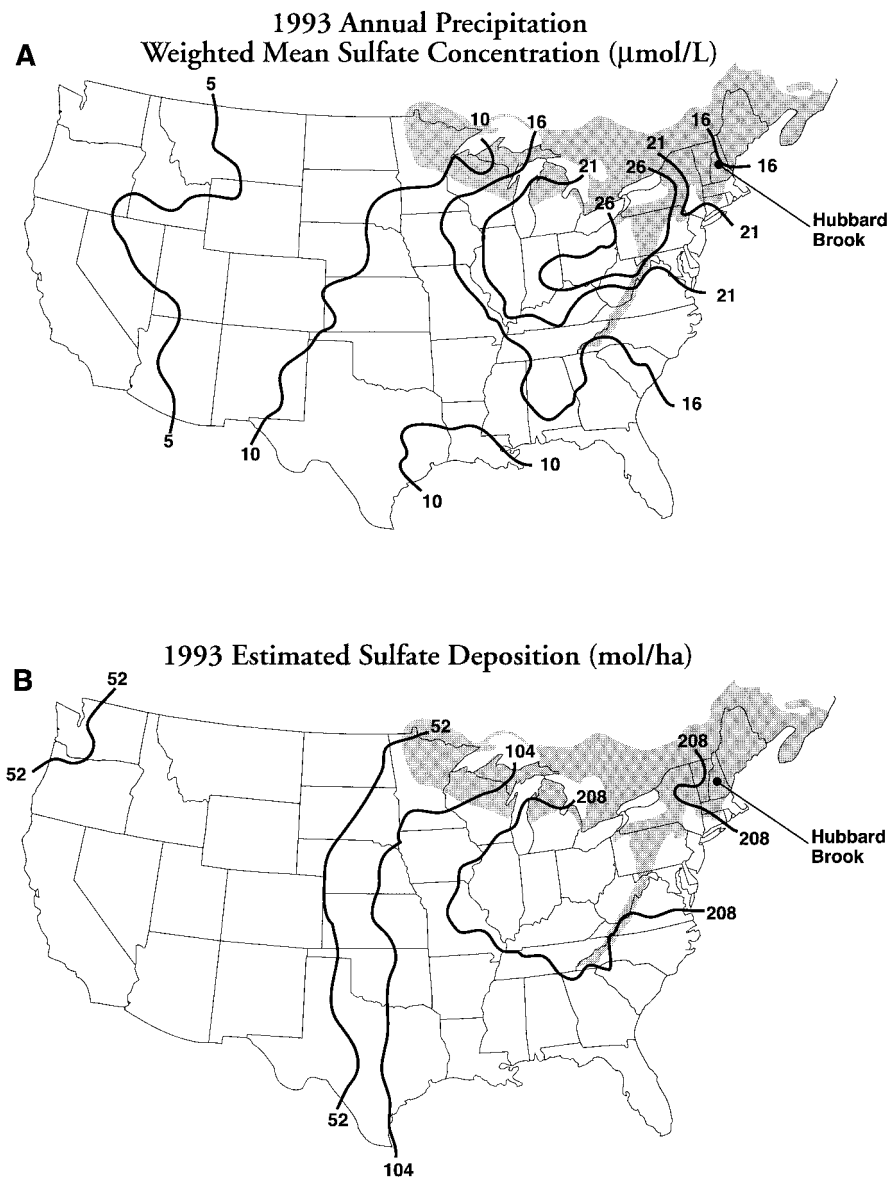 1993 Annual Precipitation
A
Weighted Mean Sulfate Concentration (µmol/L)
5
10
16
21
16
26
21
16
26
Hubbard
Brook
21
21
16
5
10
10
10
1993 Estimated Sulfate Deposition (mol/ha)
B
52
52
52
104
208
208
208
Hubbard
Brook
208
52
104